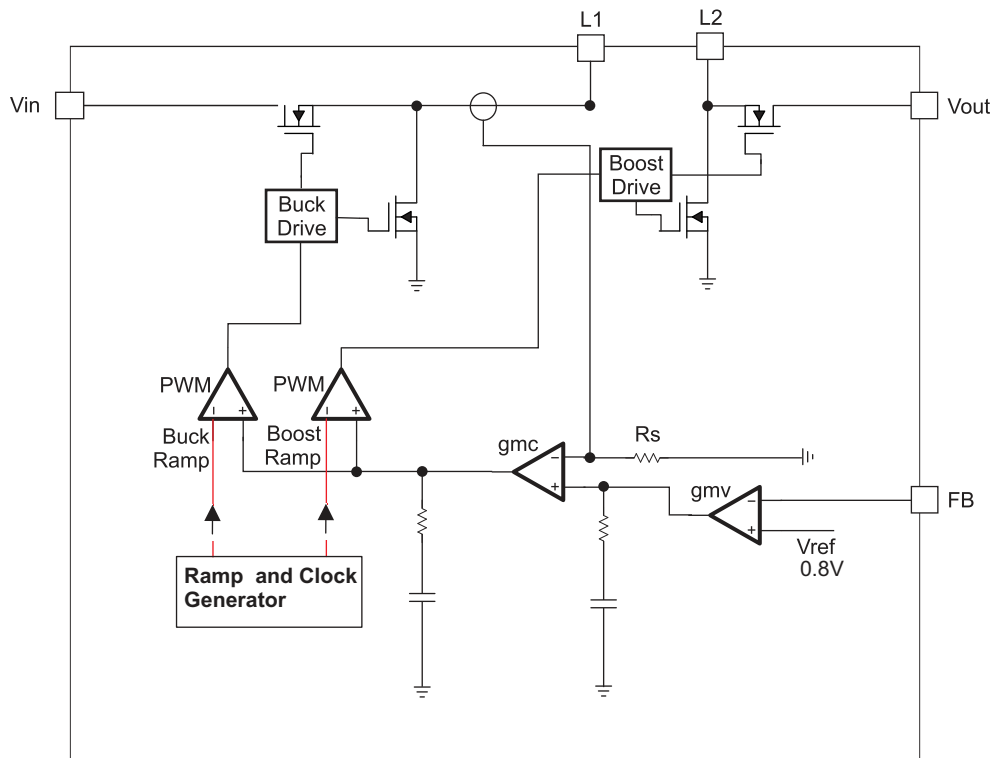 L1
L2
Vin
Vout
Boost
Drive
Buck
Drive
PWM
PWM
Buck
Ramp
Boost
Ramp
gmc
Rs
gmv
FB
Vref
0.8V
Ramp and Clock
Generator